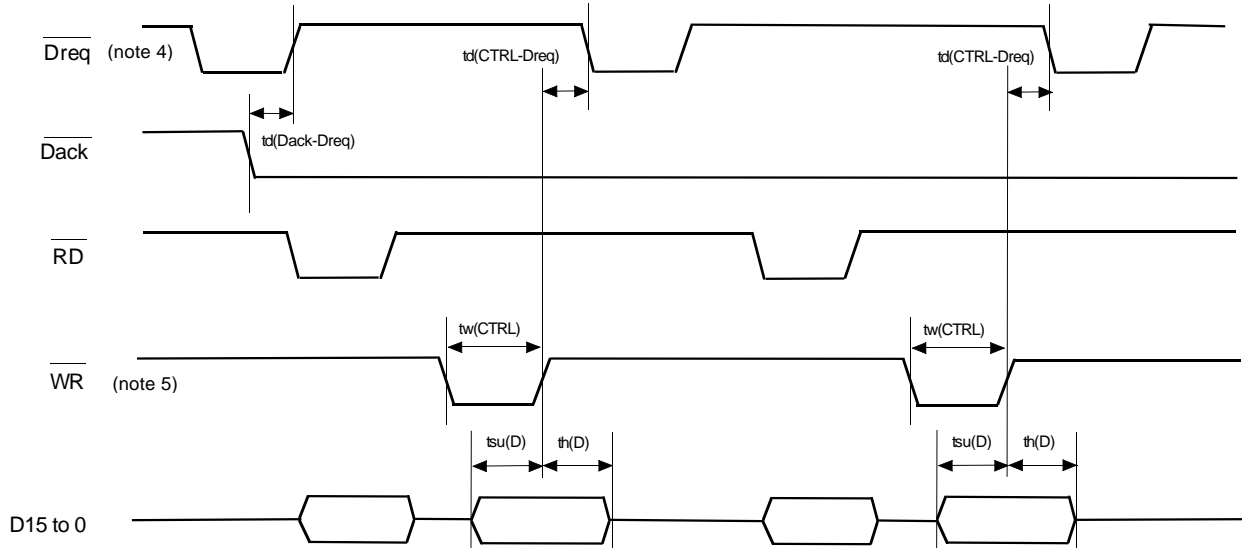 Dreq (note 4)
td(CTRL-Dreq)
td(CTRL-Dreq)
td(Dack-Dreq)
Dack
RD
tw(CTRL)
tw(CTRL)
WR (note 5)
tsu(D)
th(D)
tsu(D)
th(D)
D15 to 0